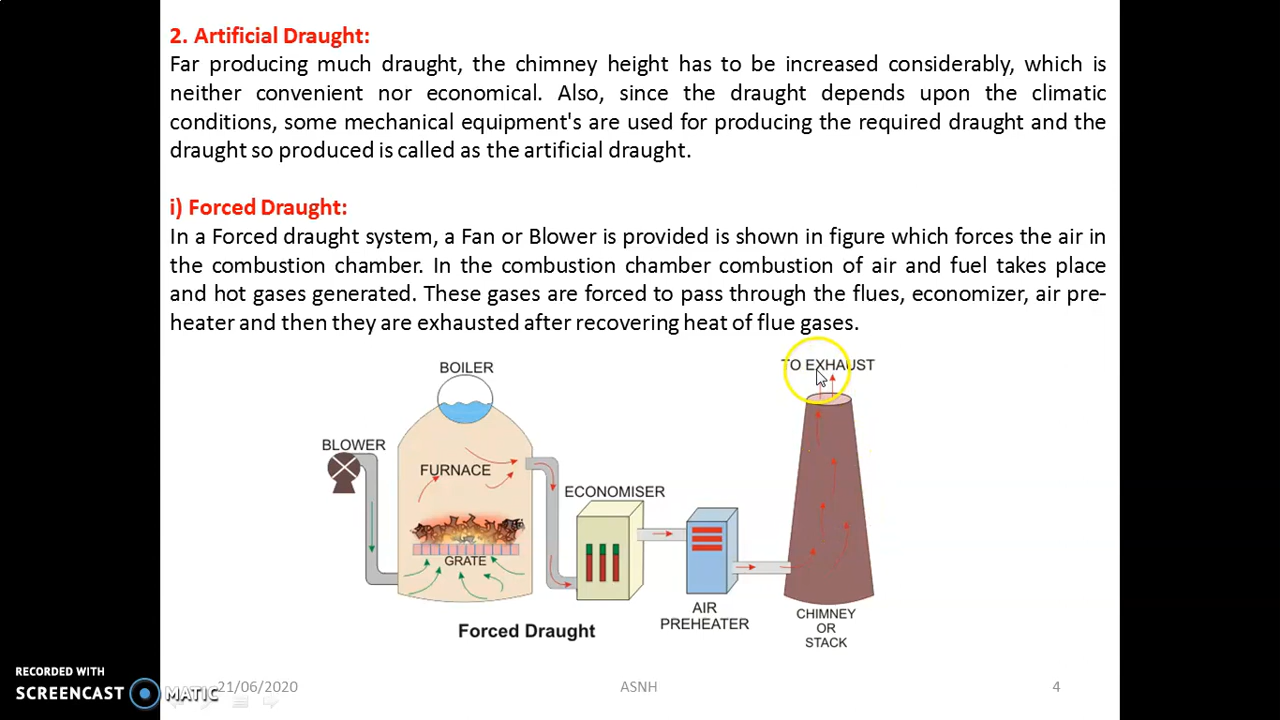 2. Artificial Draught:
Far producing much draught, the chimney height has to be increased considerably, which is
neither convenient nor economical. Also, since the draught depends upon the climatic
conditions, some mechanical equipment's are used for producing the required draught and the
draught so produced is called as the artificial draught.
i) Forced Draught:
In a Forced draught system, a Fan or Blower is provided is shown in figure which forces the air in
the combustion chamber. In the combustion chamber combustion of air and fuel takes place
and hot gases generated. These gases are forced to pass through the flues, economizer, air pre-
heater and then they are exhausted after recovering heat of flue gases.
BOILER
TO EXHAUST
BLOWER
FURNACE
ECONOMISER
GRATE
AIR
PREHEATER
CHIMNEY
OR
STACK
Forced Draught
RECORDED WITH
SCREENCAST MATIC
21/06/2020
ASNH
4